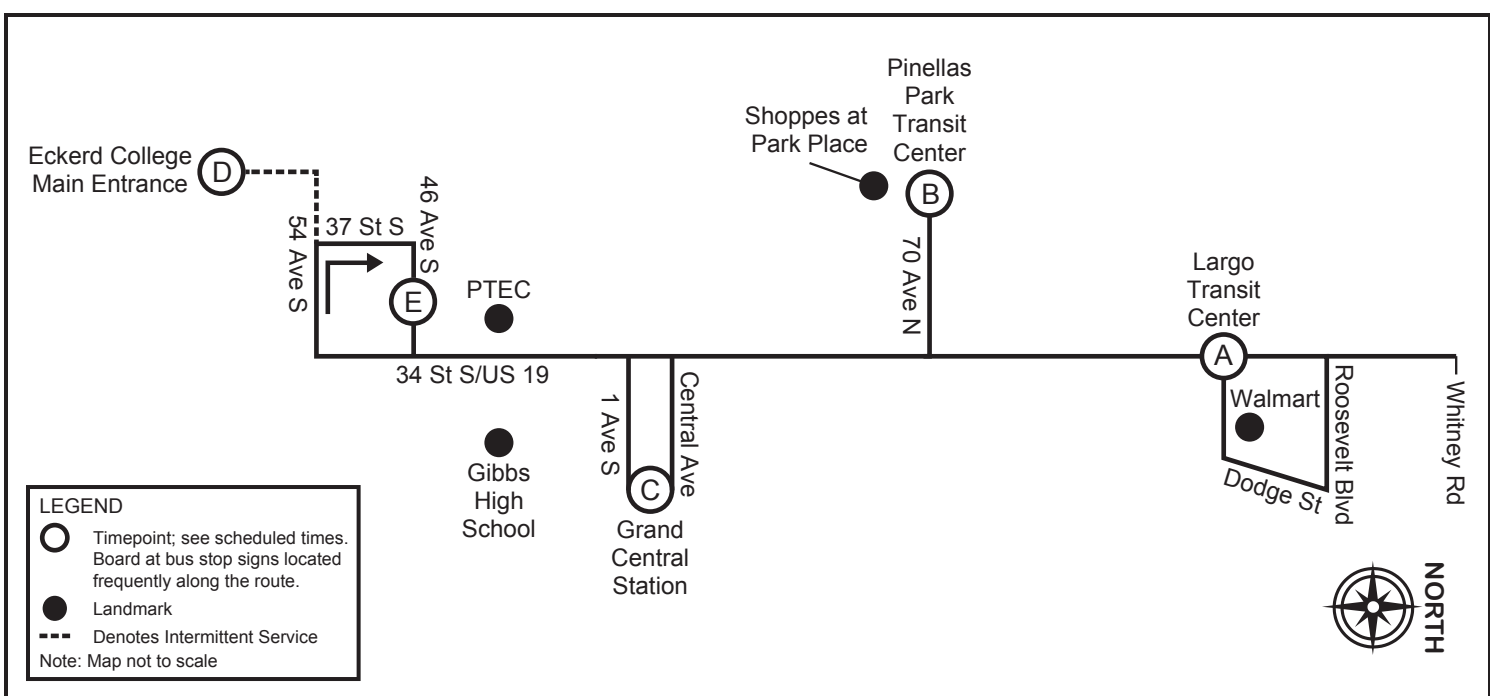 Pinellas
Park
Transit
Center
B
Shoppes at
Park Place
Eckerd College
Main Entrance
D
54 Ave S
37 St S
46 Ave S
E
PTEC
34 St S/US 19
Gibbs
High
School
1 Ave S
Central Ave
C
Grand
Central
Station
70 Ave N
Largo
Transit
Center
A
Walmart
Dodge St
Roosevelt Blvd
Whitney Rd
LEGEND
Timepoint; see scheduled times.
Board at bus stop signs located
frequently along the route.
Landmark
Denotes Intermittent Service
Note: Map not to scale
NORTH